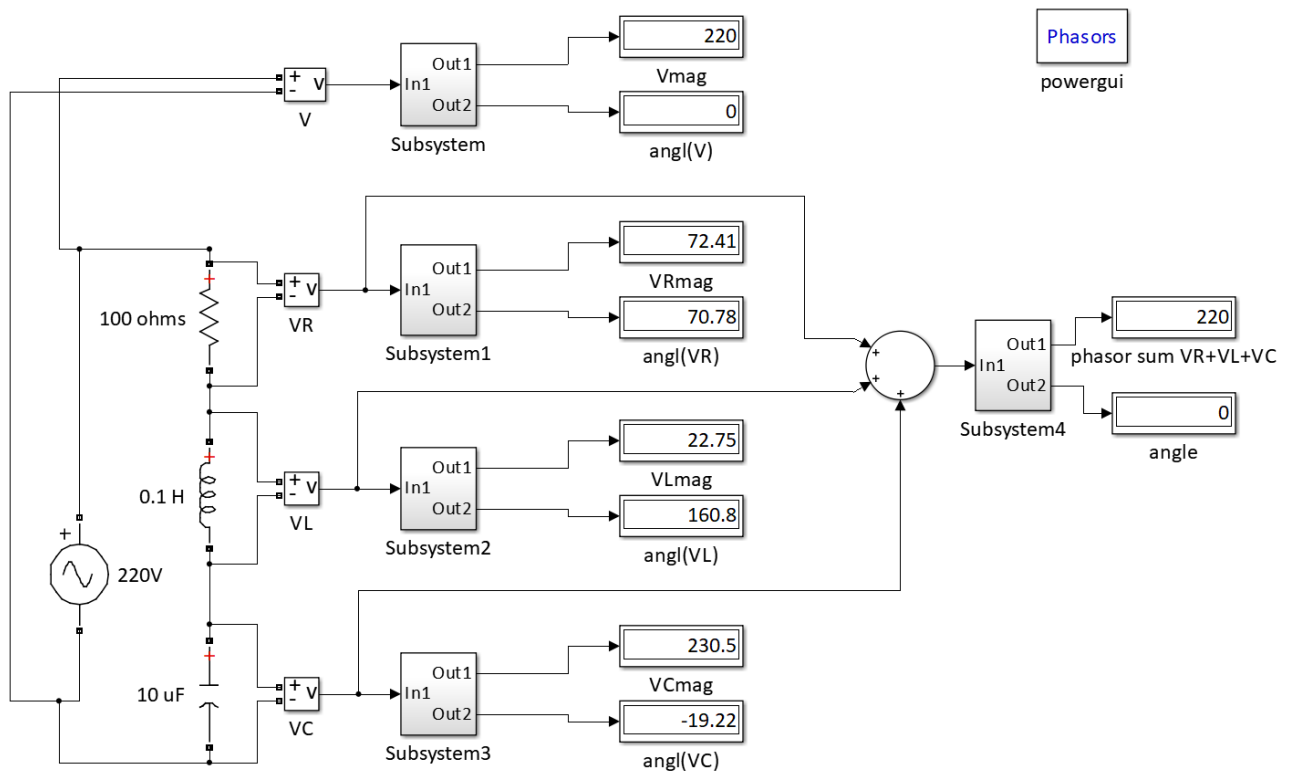 220
Vmag
0
angl(V)
+
-
v
V
In1
Out1
Out2
Subsystem
Phasors
powergui
100 ohms
+
+
-
v
VR
In1
Out1
Out2
Subsystem1
72.41
VRmag
70.78
angl(VR)
+
+
+
In1
Out1
Out2
Subsystem4
220
phasor sum VR+VL+VC
0
angle
0.1 H
+
+
-
v
VL
In1
Out1
Out2
Subsystem2
22.75
VLmag
160.8
angl(VL)
+
220V
10 uF
+
+
-
v
VC
In1
Out1
Out2
Subsystem3
230.5
VCmag
-19.22
angl(VC)